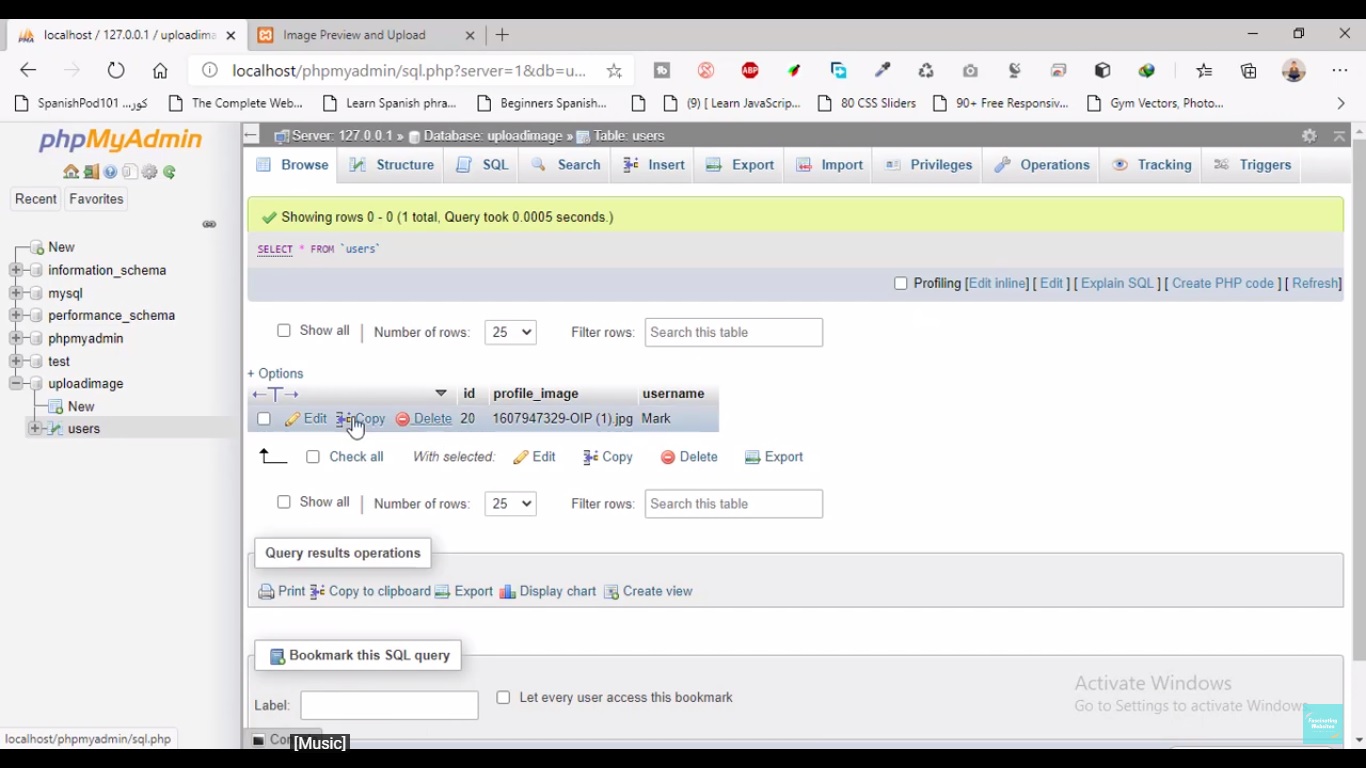 localhost / 127.0.0.1 / uploadima
Image Preview and Upload
localhost/phpmyadmin/sql.php?server=1&db=u...
ABP
SpanishPod101 ...كور
The Complete Web...
Learn Spanish phra...
Beginners Spanish...
(9) [ Learn JavaScrip...
80 CSS Sliders
90+ Free Responsiv...
Gym Vectors, Photo...
phpMyAdmin
Recent Favorites
New
information_schema
mysql
performance_schema
phpmyadmin
test
uploadimage
New
users
Server: 127.0.0.1 » Database: uploadimage » Table: users
Browse Structure SQL Search Insert Export Import Privileges Operations Tracking Triggers
Showing rows 0 - 0 (1 total, Query took 0.0005 seconds.)
SELECT * FROM `users`
Profiling [Edit inline] [ Edit ] [ Explain SQL ] [ Create PHP code ] [ Refresh]
Show all | Number of rows: 25 Filter rows: Search this table
+ Options
←T→ id profile_image username
Edit Copy Delete 20 1607947329-OIP (1).jpg Mark
Check all With selected: Edit Copy Delete Export
Show all | Number of rows: 25 Filter rows: Search this table
Query results operations
Print Copy to clipboard Export Display chart Create view
Bookmark this SQL query
Label: Let every user access this bookmark
Activate Windows
Go to Settings to activate Windows.
localhost/phpmyadmin/sql.php
[Music]